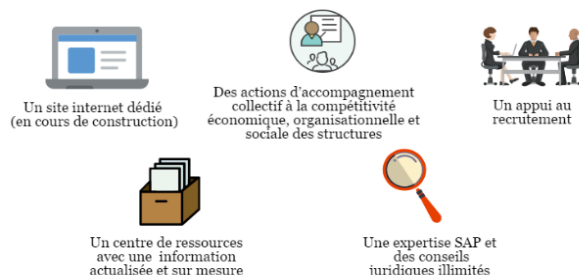 Un site internet dédié
(en cours de construction)
Des actions d'accompagnement
collectif à la compétitivité
économique, organisationnelle et
sociale des structures
Un appui au
recrutement
Un centre de ressources
avec une information
actualisée et sur mesure
Une expertise SAP et
des conseils
juridiques illimités